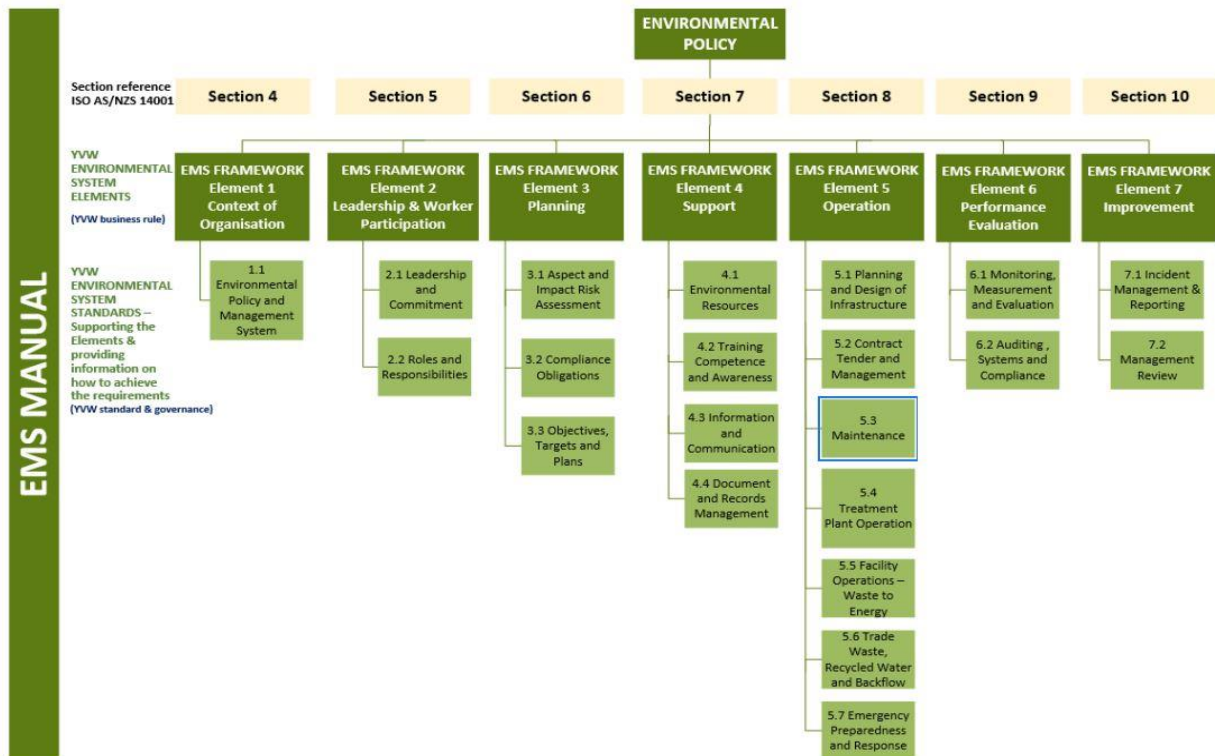 EMS MANUAL
ENVIRONMENTAL
POLICY
Section reference
ISO AS/NZS 14001
Section 4
Section 5
Section 6
Section 7
Section 8
Section 9
Section 10
YVW
ENVIRONMENTAL
SYSTEM
ELEMENTS
(YVW business rule)
EMS FRAMEWORK
Element 1
Context of
Organisation
EMS FRAMEWORK
Element 2
Leadership & Worker
Participation
EMS FRAMEWORK
Element 3
Planning
EMS FRAMEWORK
Element 4
Support
EMS FRAMEWORK
Element 5
Operation
EMS FRAMEWORK
Element 6
Performance
Evaluation
EMS FRAMEWORK
Element 7
Improvement
YVW
ENVIRONMENTAL
SYSTEM
STANDARDS –
Supporting the
Elements &
providing
information on
how to achieve
the requirements
(YVW standard & governance)
1.1
Environmental
Policy and
Management
System
2.1 Leadership
and
Commitment
2.2 Roles and
Responsibilities
3.1 Aspect and
Impact Risk
Assessment
3.2 Compliance
Obligations
3.3 Objectives,
Targets and
Plans
4.1
Environmental
Resources
4.2 Training
Competence
and Awareness
4.3 Information
and
Communication
4.4 Document
and Records
Management
5.1 Planning
and Design of
Infrastructure
5.2 Contract
Tender and
Management
5.3
Maintenance
5.4
Treatment
Plant Operation
5.5 Facility
Operations –
Waste to
Energy
5.6 Trade
Waste,
Recycled Water
and Backflow
5.7 Emergency
Preparedness
and Response
6.1 Monitoring,
Measurement
and Evaluation
6.2 Auditing ,
Systems and
Compliance
7.1 Incident
Management &
Reporting
7.2
Management
Review